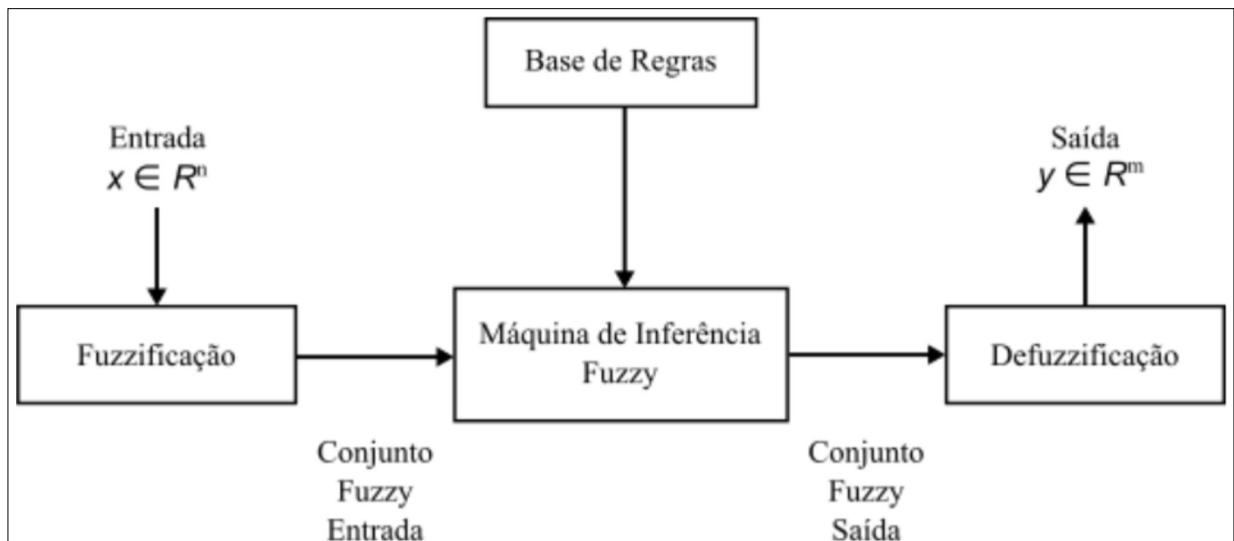 Base de Regras
Entrada
x ∈ Rⁿ
Saída
y ∈ Rᵐ
Fuzzificação
Máquina de Inferência
Fuzzy
Defuzzificação
Conjunto
Fuzzy
Entrada
Conjunto
Fuzzy
Saída